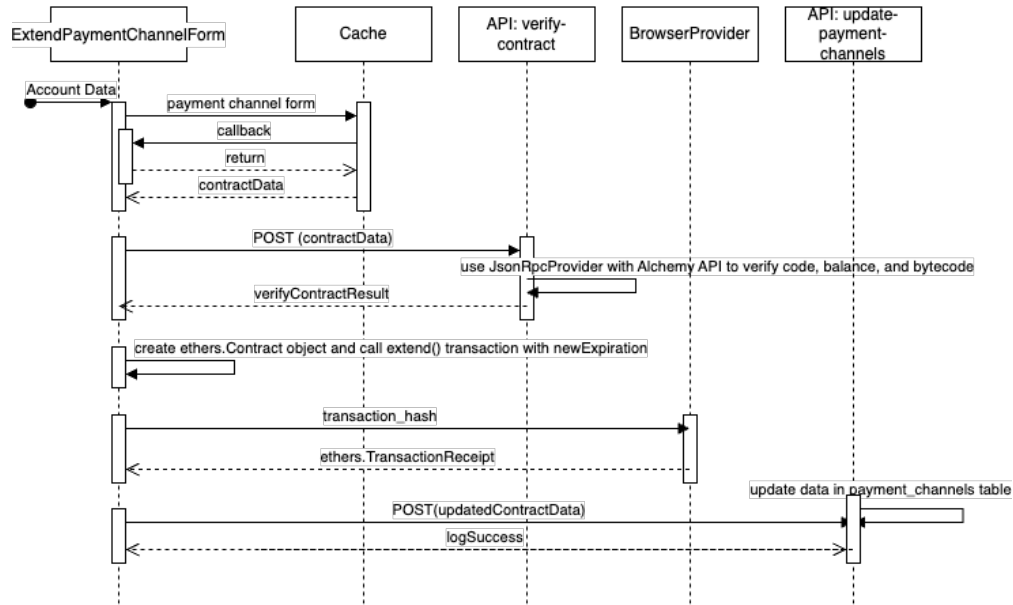 ExtendPaymentChannelForm
Cache
API: verify-
contract
BrowserProvider
API: update-
payment-
channels
Account Data
payment channel form
callback
return
contractData
POST (contractData)
use JsonRpcProvider with Alchemy API to verify code, balance, and bytecode
verifyContractResult
create ethers.Contract object and call extend() transaction with newExpiration
transaction_hash
ethers.TransactionReceipt
update data in payment_channels table
POST(updatedContractData)
logSuccess